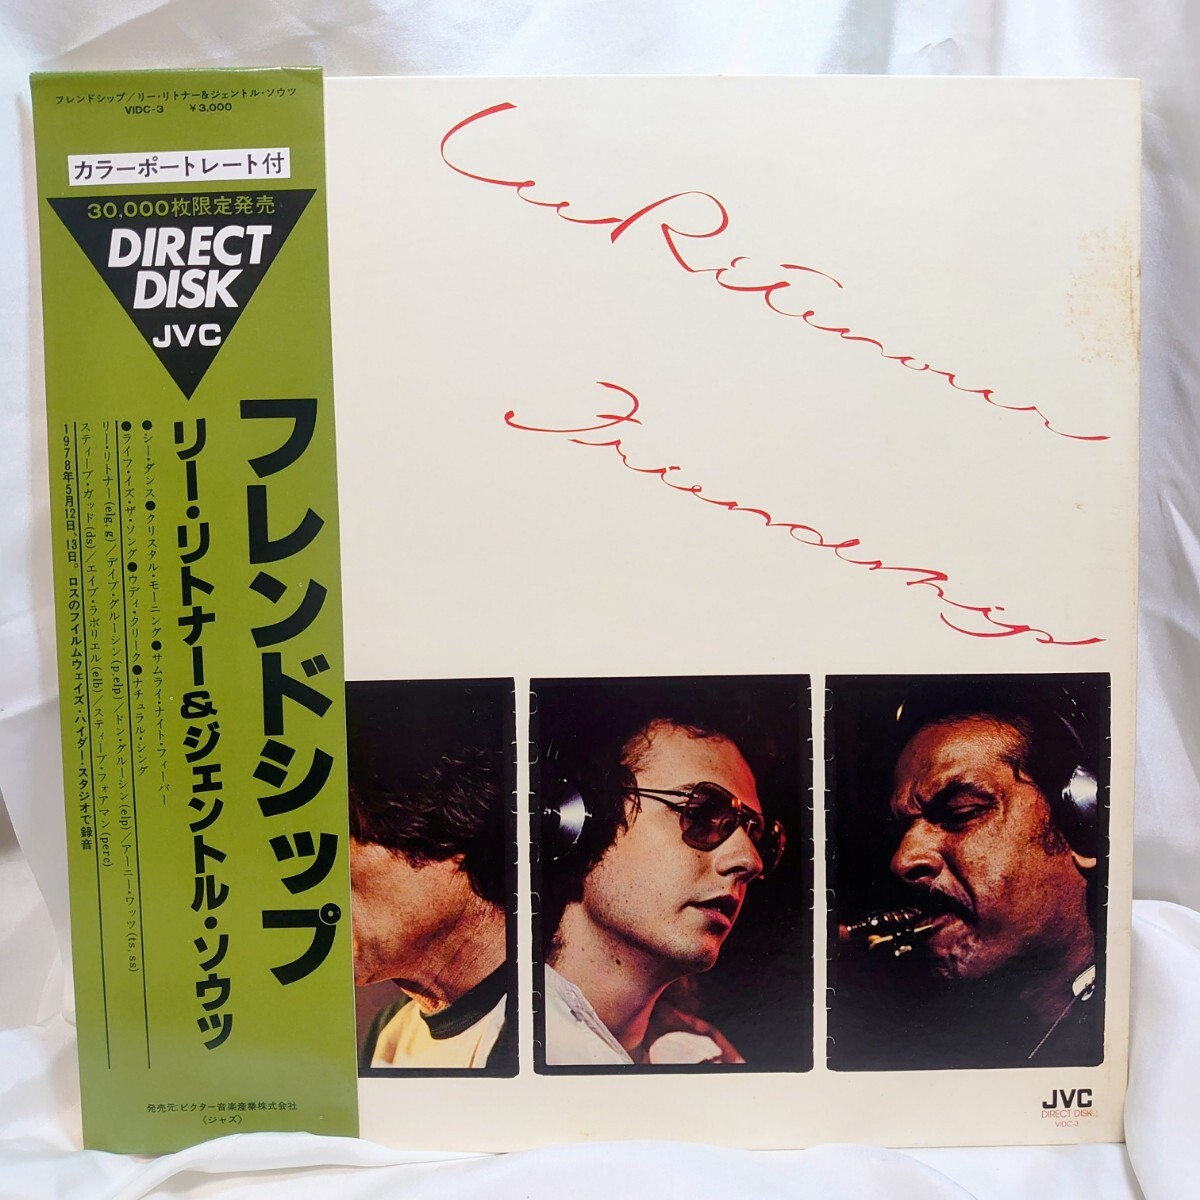 フレンドシップ/リー・リトナー&ジェントル・ソウツ
VIDC-3 ¥3,000
カラーポートレート付
30,000枚限定発売
DIRECT
DISK
JVC
フレンドシップ
リー・リトナー&ジェントル・ソウツ
●シー・ダンス●クリスタル・モーニング●サムライ・ナイト・フィーバー
●ライフ・イズ・ザ・ソング●ウディ・クリーク●ナチュラル・シング
リー・リトナー(elg,g)/デイブ・グルーシン(p,elp)/ドン・グルーシン(elp)/アーニー・ワッツ(ts,ss)
スティーブ・ガッド(ds)/エイブ・ラボリエル(elb)/スティーブ・フォアマン(perc)
1978年5月12日、13日。ロスのフィルムウェイズ・ハイダー・スタジオで録音
発売元:ビクター音楽産業株式会社
〈ジャズ〉
Lee Ritenour
Friendship
JVC
DIRECT DISK
VIDC-3